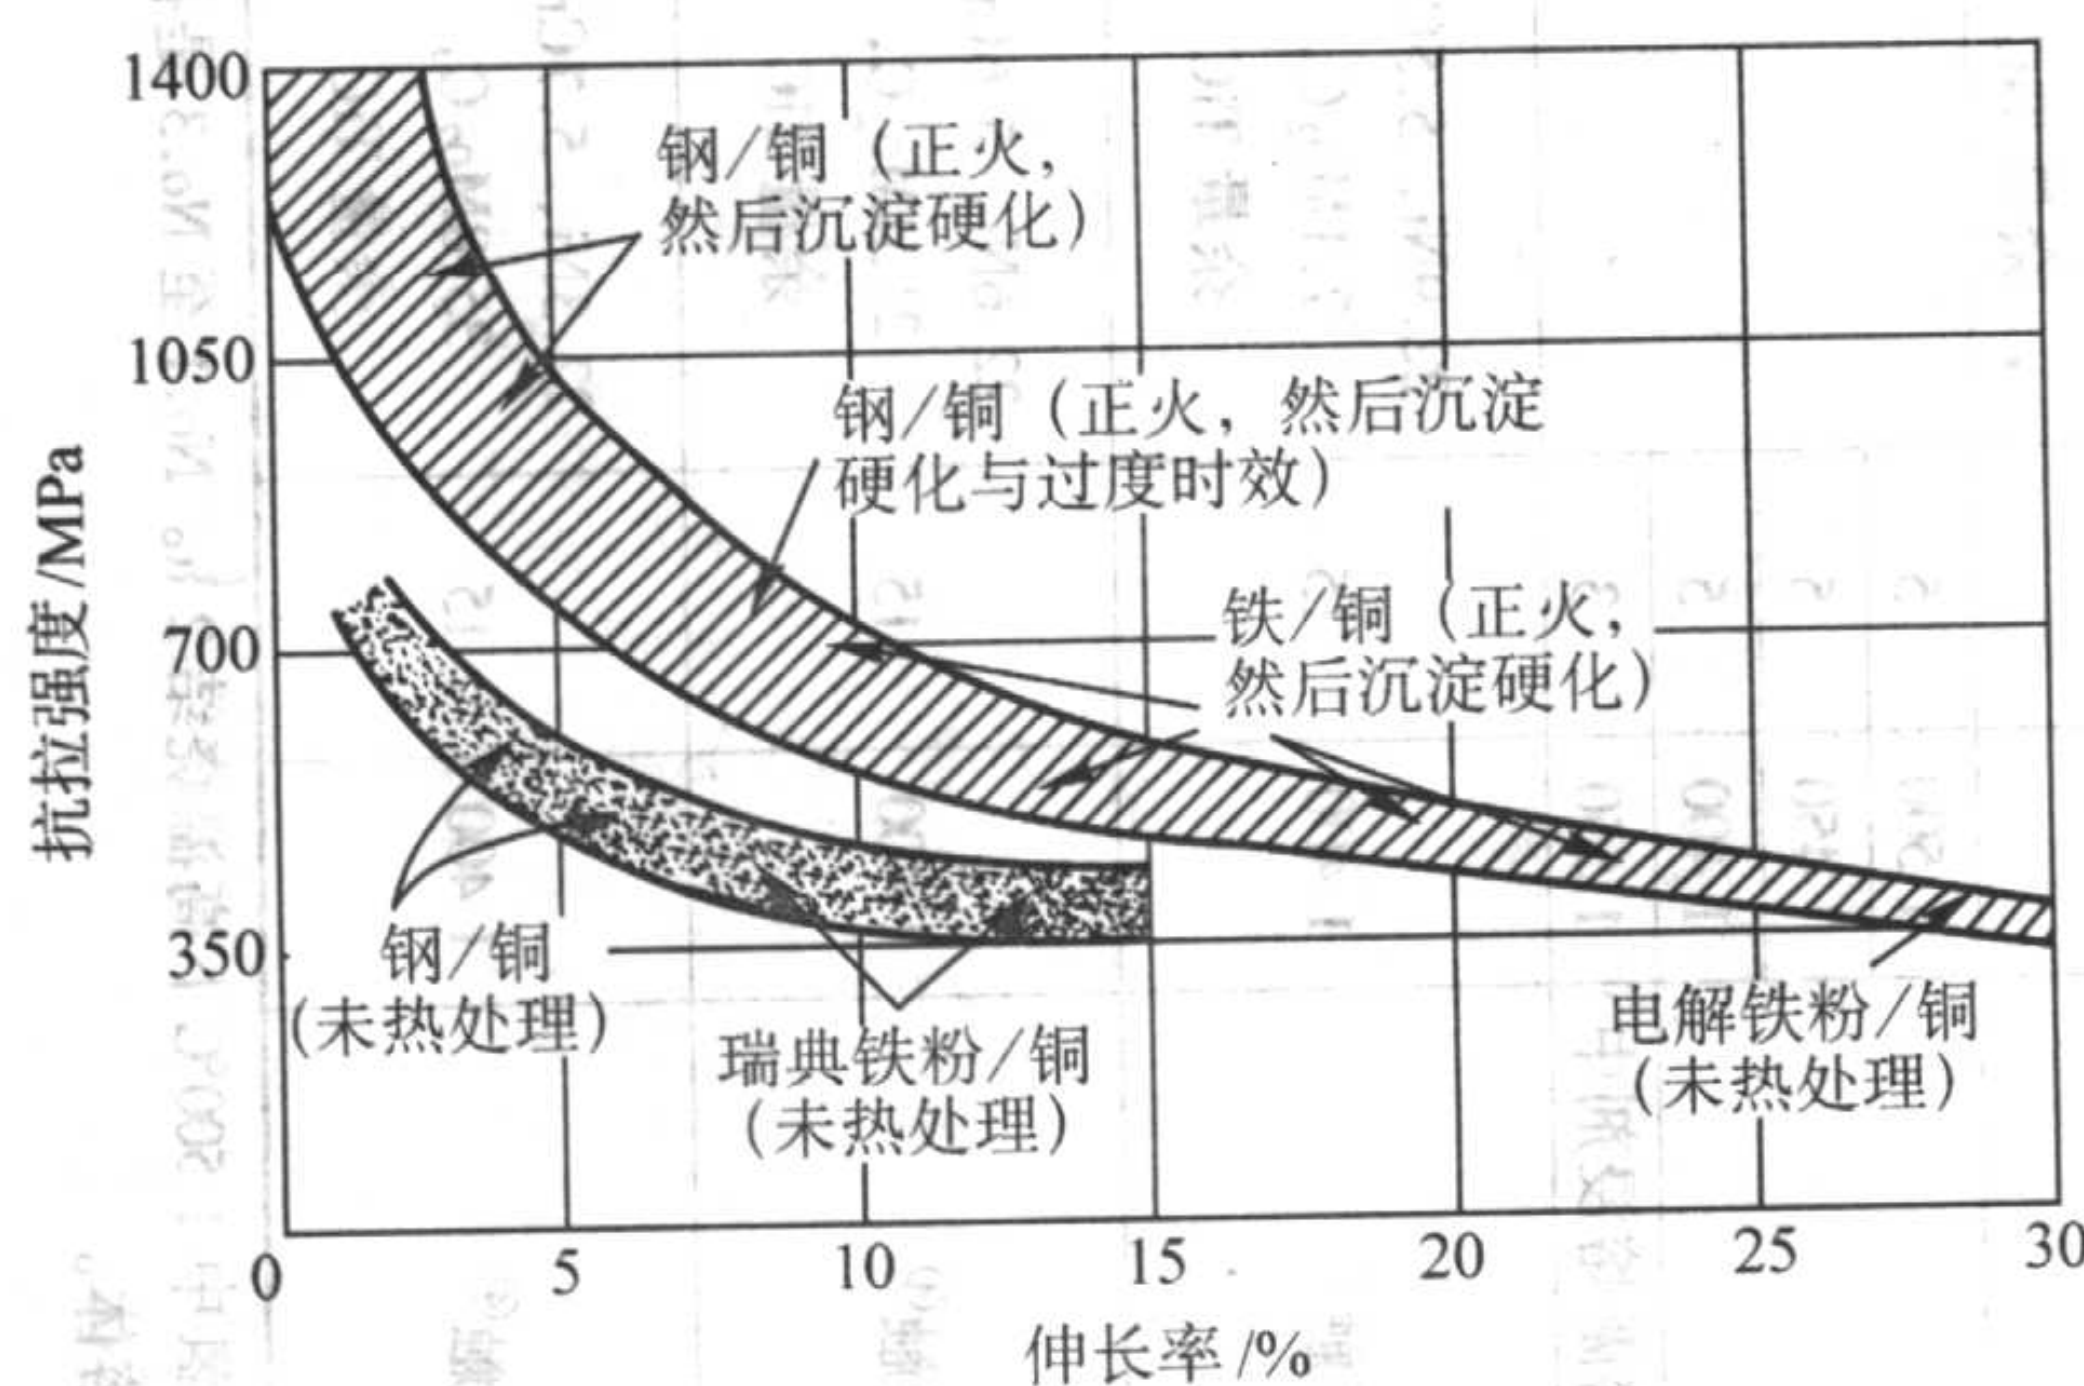 1400
钢/铜（正火，
然后沉淀硬化）
1050
钢/铜（正火，然后沉淀
硬化与过度时效）
抗拉强度/MPa
700
铁/铜（正火，
然后沉淀硬化）
350
钢/铜
（未热处理）
瑞典铁粉/铜
（未热处理）
电解铁粉/铜
（未热处理）
0 5 10 15 20 25 30
伸长率/%